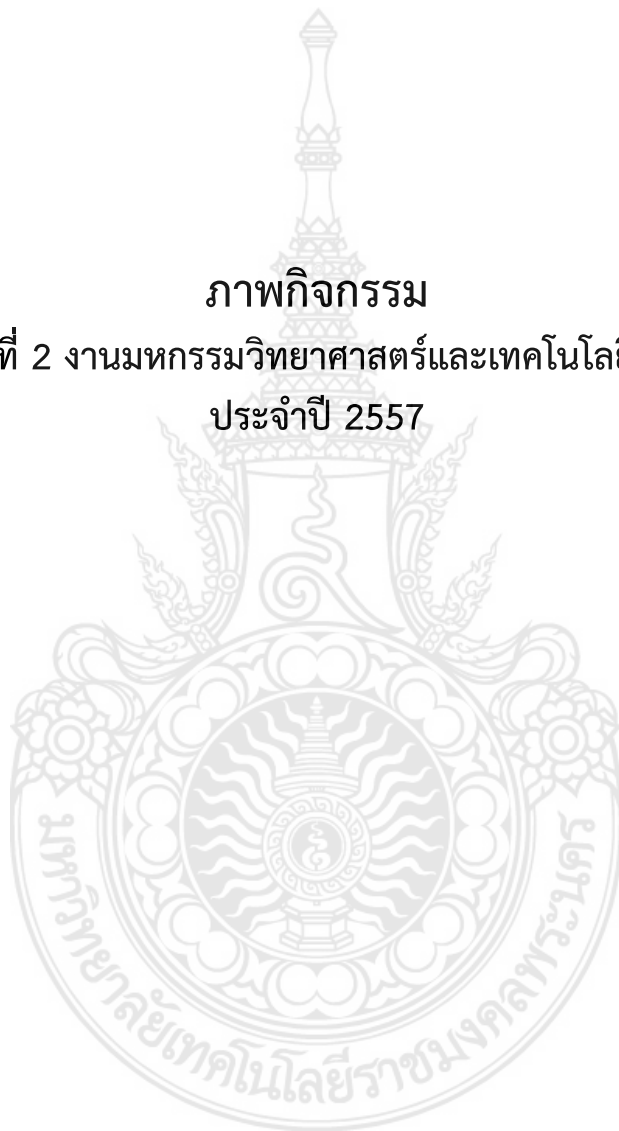 ภาพกิจกรรม
ที่ 2 งานมหกรรมวิทยาศาสตร์และเทคโนโลยี
ประจำปี 2557
มหาวิทยาลัยเทคโนโลยีราชมงคลพระนคร